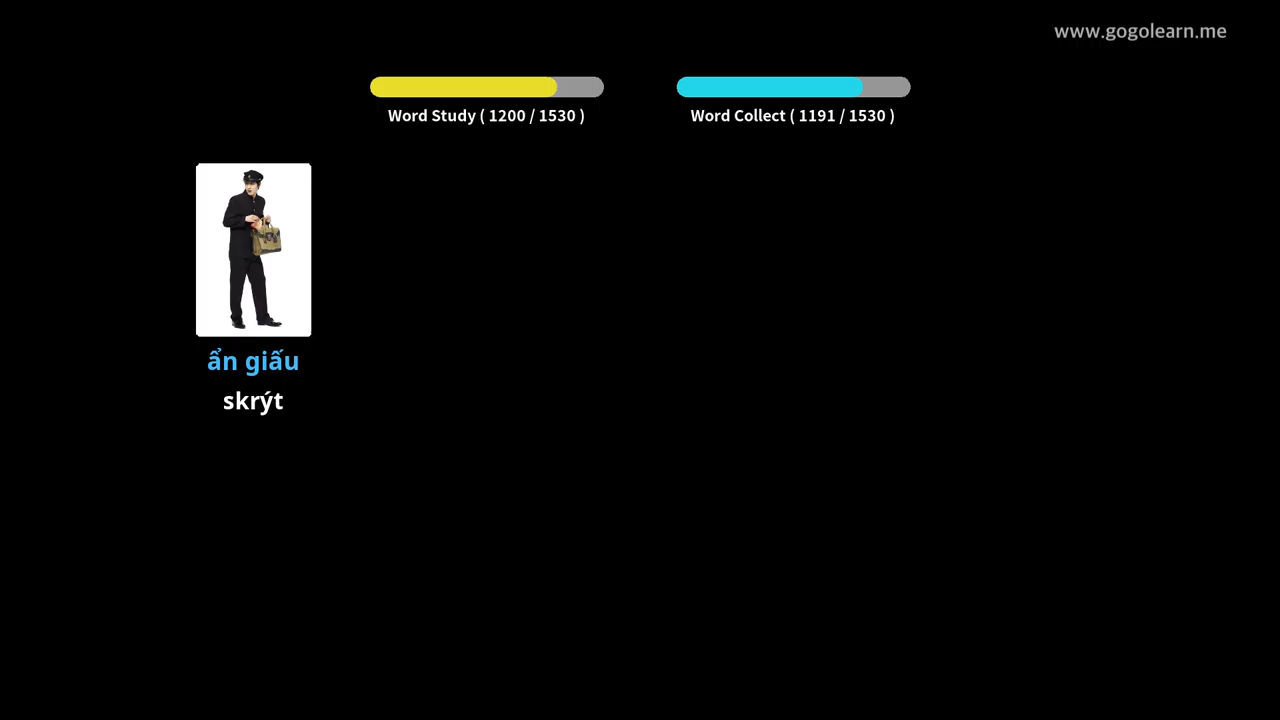 www.gogolearn.me
Word Study ( 1200 / 1530 )
Word Collect ( 1191 / 1530 )
ẩn giấu
skrýt